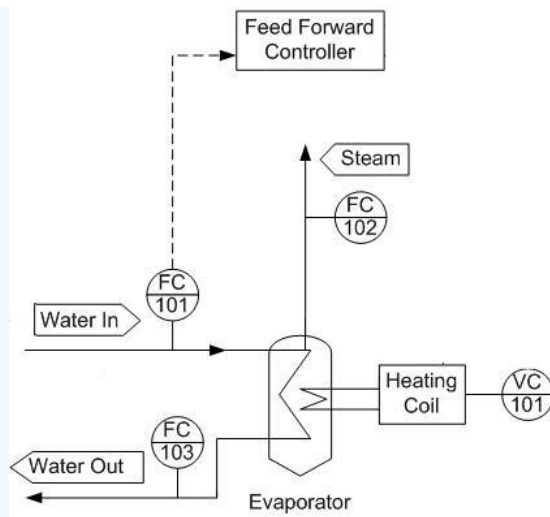 Feed Forward
Controller
Steam
FC
102
FC
101
Water In
Heating
Coil
VC
101
FC
103
Water Out
Evaporator